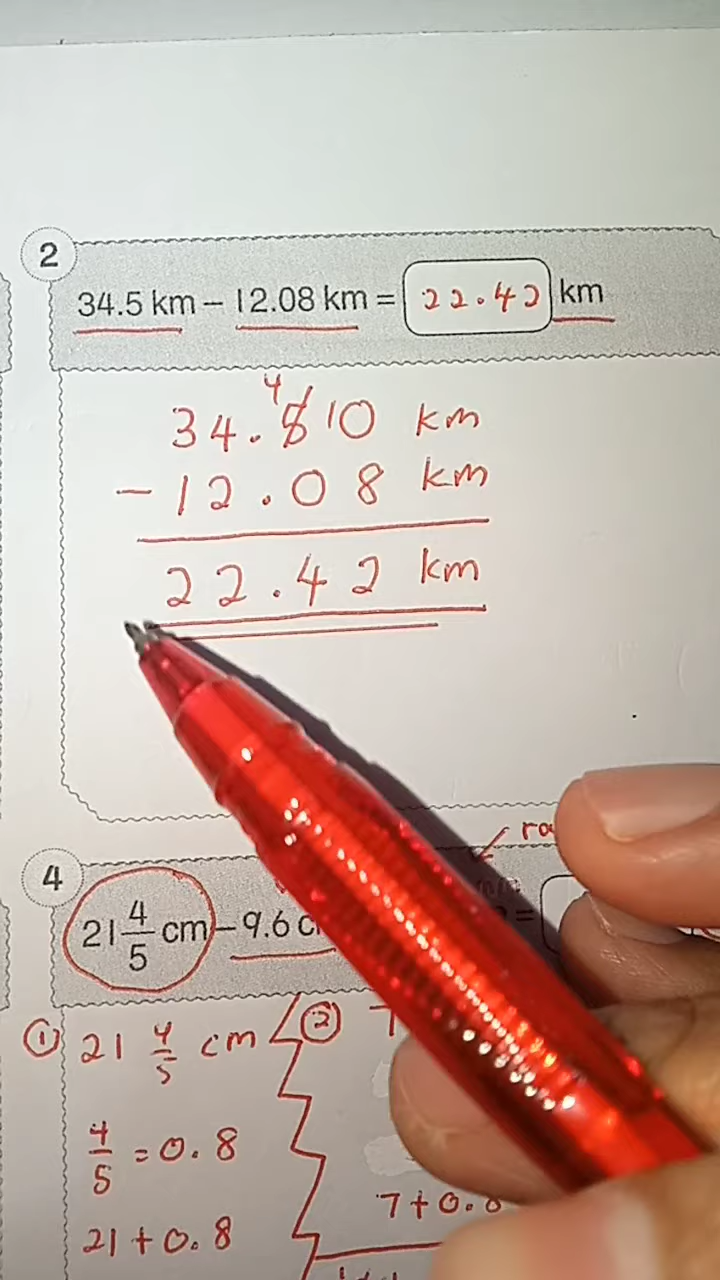 2
34.5 km – 12.08 km = 22.42 km
4
34.5 10 km
– 12.08 km
22.42 km
4
21 4/5 cm – 9.6 =
① 21 4/5 cm ②
4/5 = 0.8
7 + 0.8
21 + 0.8